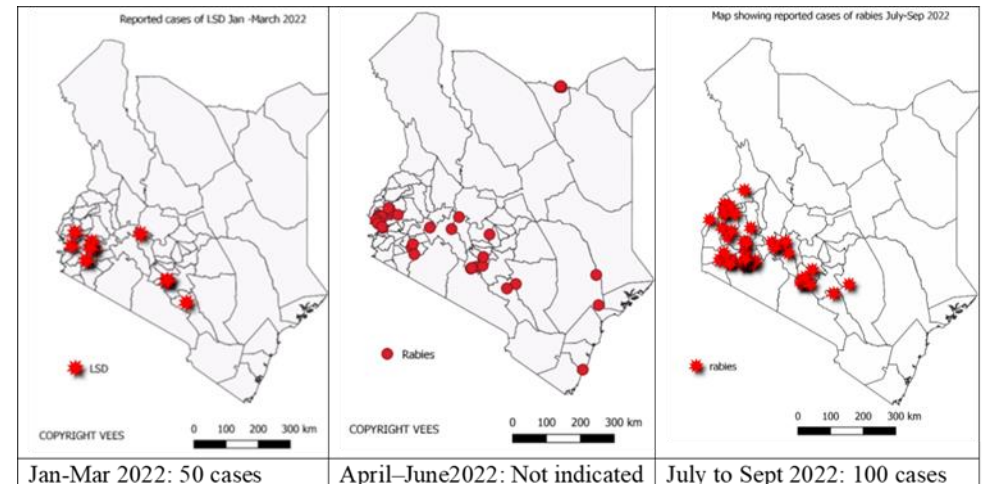 Reported cases of LSD Jan -March 2022
LSD
0 100 200 300 km
COPYRIGHT VEES
Jan-Mar 2022: 50 cases
Rabies
0 100 200 300 km
COPYRIGHT VEES
April–June2022: Not indicated
Map showing reported cases of rabies July-Sep 2022
rabies
0 100 200 300 km
July to Sept 2022: 100 cases